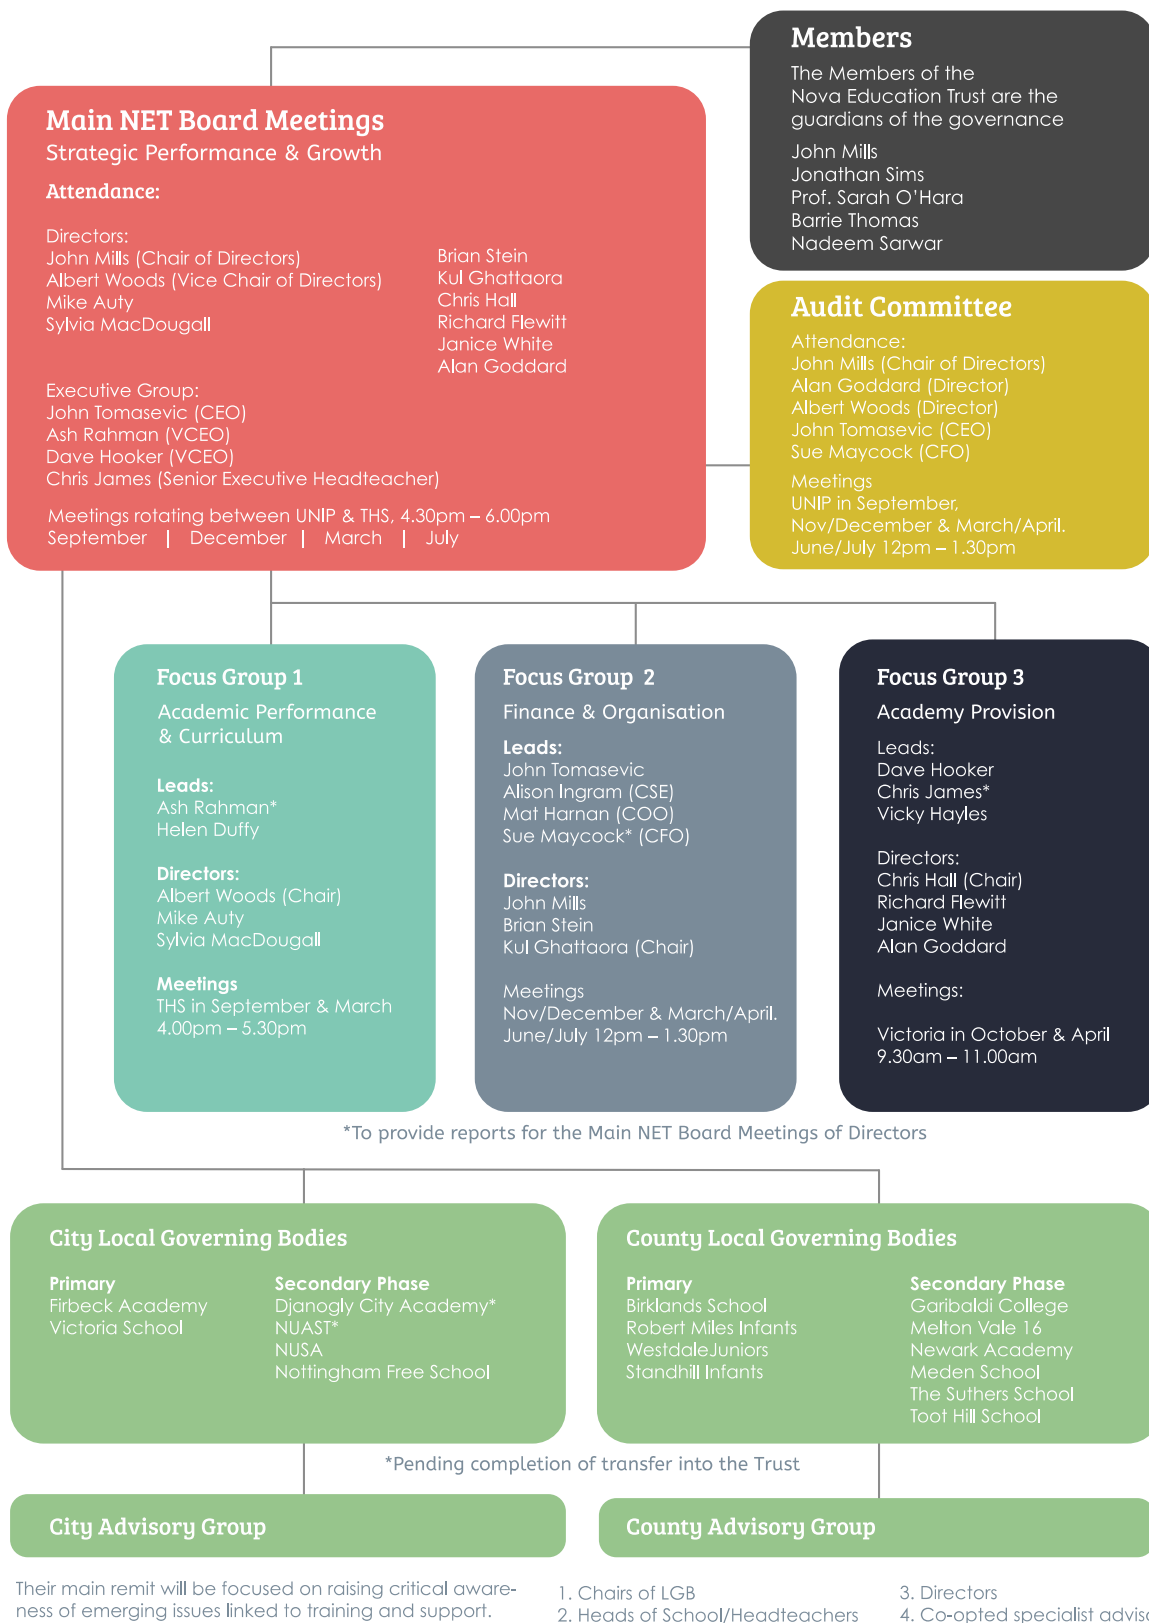 Members
The Members of the
Nova Education Trust are the
guardians of the governance
John Mills
Jonathan Sims
Prof. Sarah O'Hara
Barrie Thomas
Nadeem Sarwar
Main NET Board Meetings
Strategic Performance & Growth
Attendance:
Directors:
John Mills (Chair of Directors)
Albert Woods (Vice Chair of Directors)
Mike Auty
Sylvia MacDougall
Brian Stein
Kul Ghattaora
Chris Hall
Richard Flewitt
Janice White
Alan Goddard
Executive Group:
John Tomasevic (CEO)
Ash Rahman (VCEO)
Dave Hooker (VCEO)
Chris James (Senior Executive Headteacher)
Meetings rotating between UNIP & THS, 4.30pm – 6.00pm
September | December | March | July
Audit Committee
Attendance:
John Mills (Chair of Directors)
Alan Goddard (Director)
Albert Woods (Director)
John Tomasevic (CEO)
Sue Maycock (CFO)
Meetings
UNIP in September,
Nov/December & March/April.
June/July 12pm – 1.30pm
Focus Group 1
Academic Performance
& Curriculum
Leads:
Ash Rahman*
Helen Duffy
Directors:
Albert Woods (Chair)
Mike Auty
Sylvia MacDougall
Meetings
THS in September & March
4.00pm – 5.30pm
Focus Group 2
Finance & Organisation
Leads:
John Tomasevic
Alison Ingram (CSE)
Mat Harnan (COO)
Sue Maycock* (CFO)
Directors:
John Mills
Brian Stein
Kul Ghattaora (Chair)
Meetings
Nov/December & March/April.
June/July 12pm – 1.30pm
Focus Group 3
Academy Provision
Leads:
Dave Hooker
Chris James*
Vicky Hayles
Directors:
Chris Hall (Chair)
Richard Flewitt
Janice White
Alan Goddard
Meetings:
Victoria in October & April
9.30am – 11.00am
*To provide reports for the Main NET Board Meetings of Directors
City Local Governing Bodies
Primary
Firbeck Academy
Victoria School
Secondary Phase
Djanogly City Academy*
NUAST*
NUSA
Nottingham Free School
County Local Governing Bodies
Primary
Birklands School
Robert Miles Infants
WestdaleJuniors
Standhill Infants
Secondary Phase
Garibaldi College
Melton Vale 16
Newark Academy
Meden School
The Suthers School
Toot Hill School
*Pending completion of transfer into the Trust
City Advisory Group
County Advisory Group
Their main remit will be focused on raising critical aware-
ness of emerging issues linked to training and support.
1. Chairs of LGB
2. Heads of School/Headteachers
3. Directors
4. Co-opted specialist